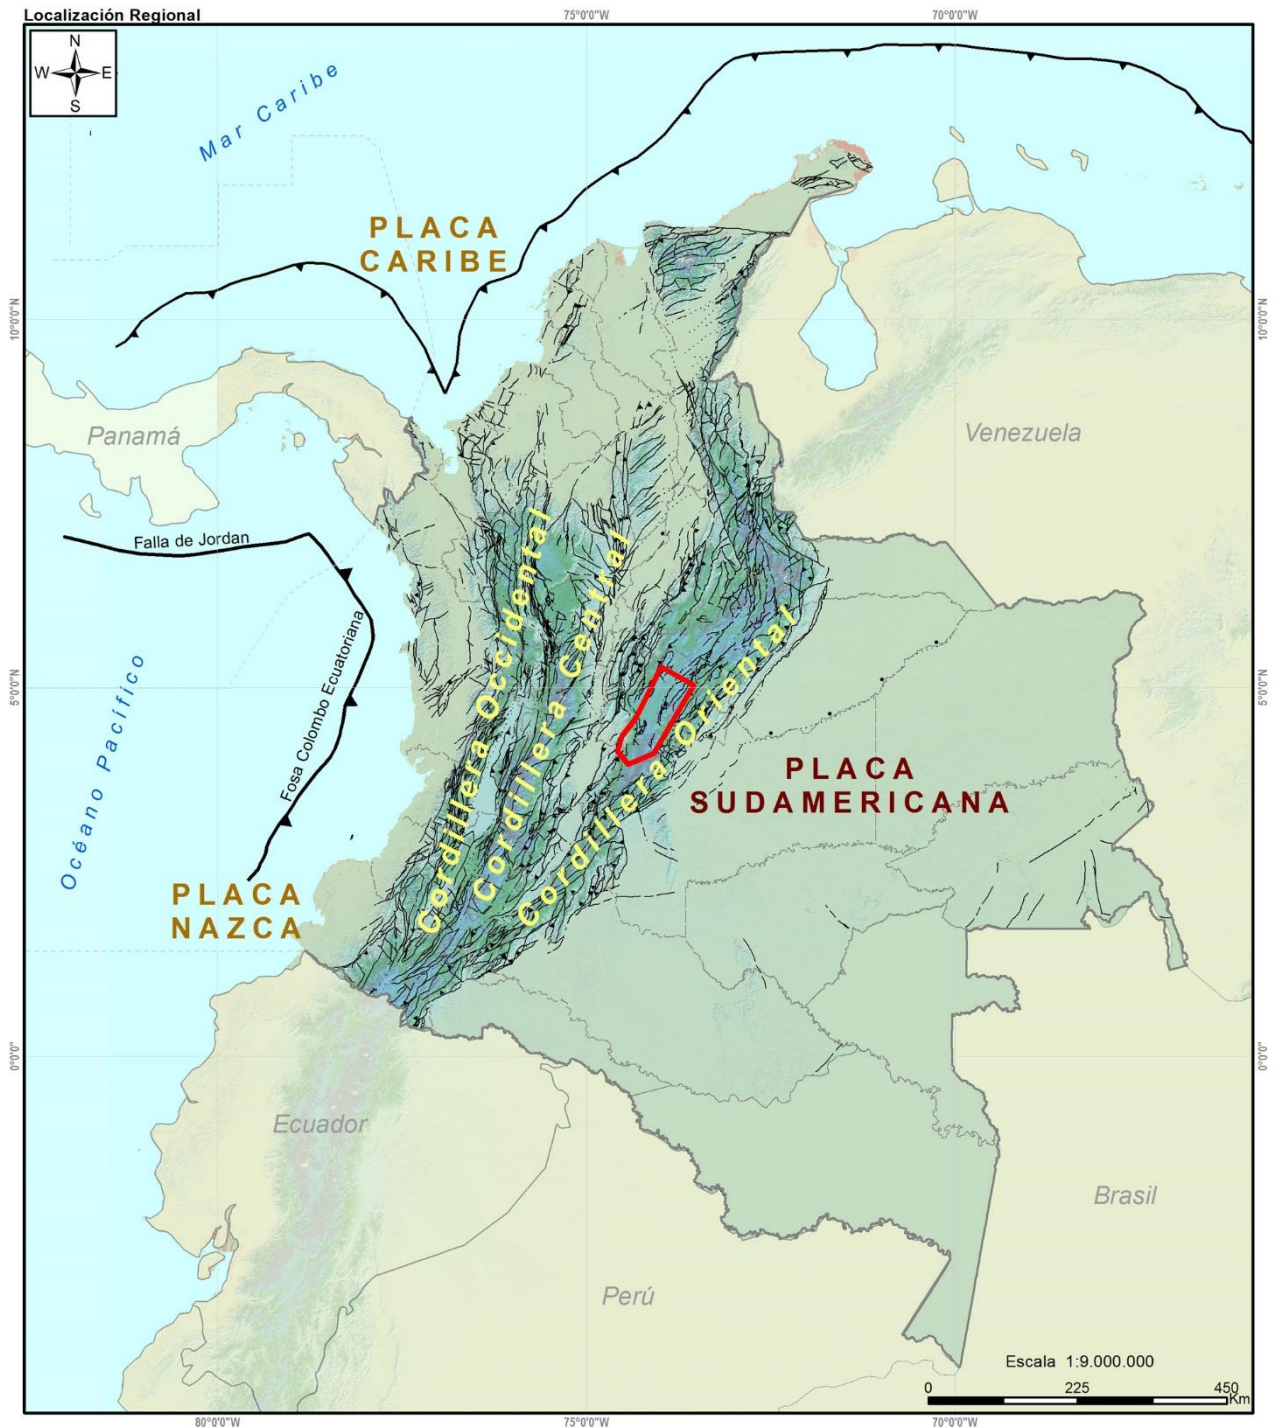 Localización Regional
75°0'0"W
70°0'0"W
N
W
E
S
Mar Caribe
PLACA
CARIBE
10°0'0"N
10°0'0"N
Panamá
Venezuela
Falla de Jordan
Fosa Colombo Ecuatoriana
Océano Pacífico
Cordillera Occidental
Cordillera Central
Cordillera Oriental
5°0'0"N
5°0'0"N
PLACA
SUDAMERICANA
PLACA
NAZCA
0°0'0"
0°0'0"
Ecuador
Brasil
Perú
Escala 1:9.000.000
0
225
450
Km
80°0'0"W
75°0'0"W
70°0'0"W